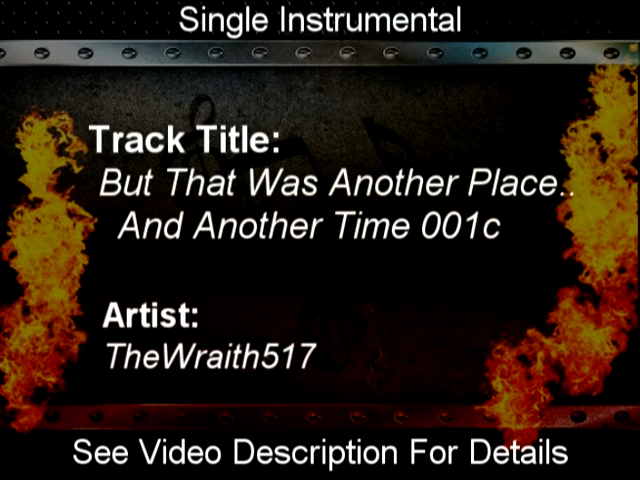 Single Instrumental
Track Title:
But That Was Another Place..
And Another Time 001c
Artist:
TheWraith517
See Video Description For Details